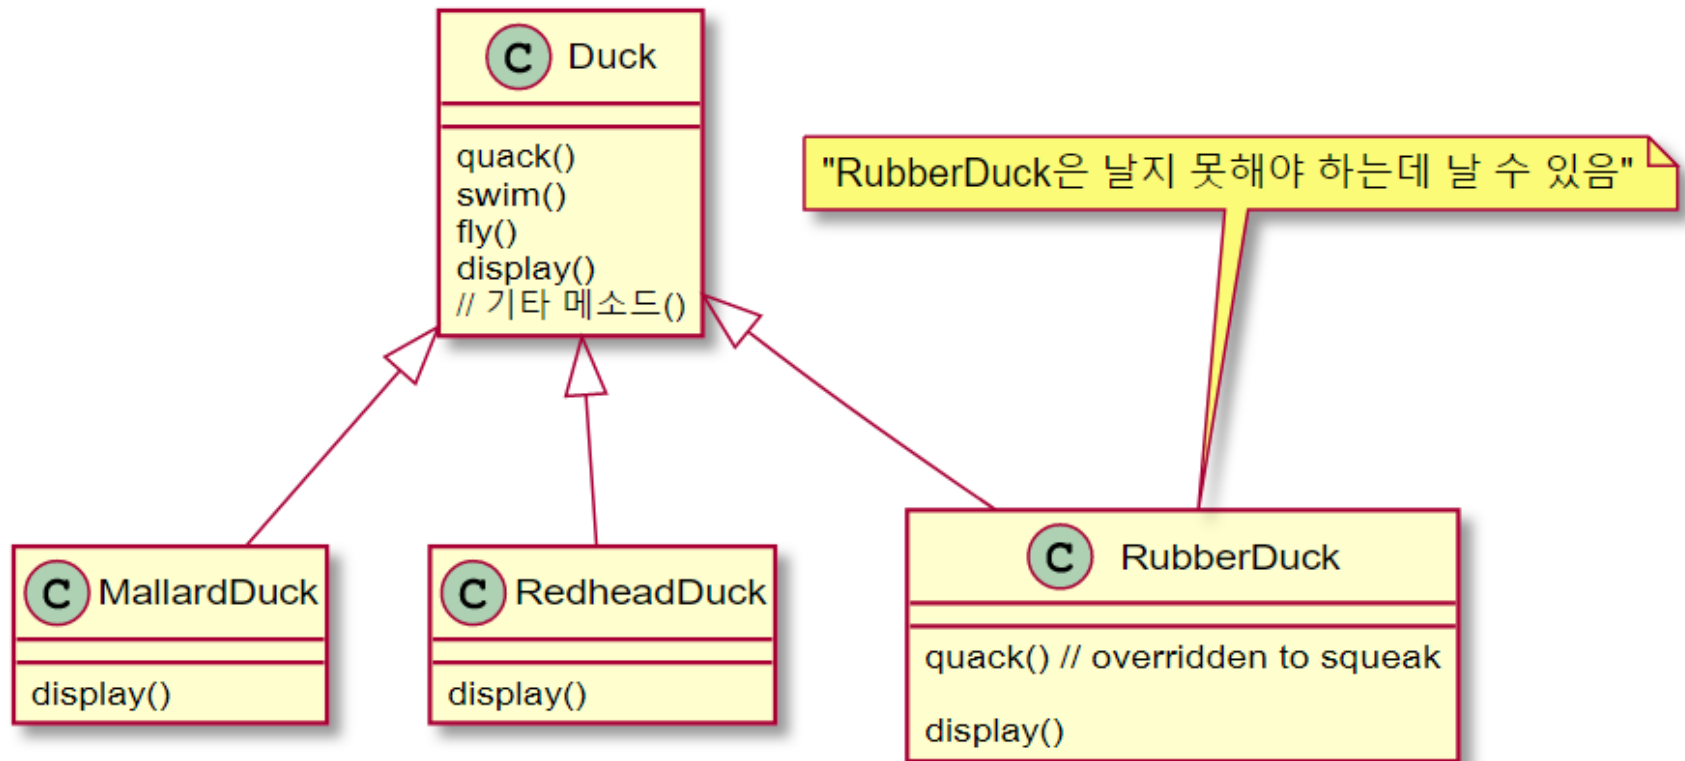 C Duck
quack()
swim()
fly()
display()
// 기타 메소드()
"RubberDuck은 날지 못해야 하는데 날 수 있음"
C MallardDuck
display()
C RedheadDuck
display()
C RubberDuck
quack() // overridden to squeak
display()